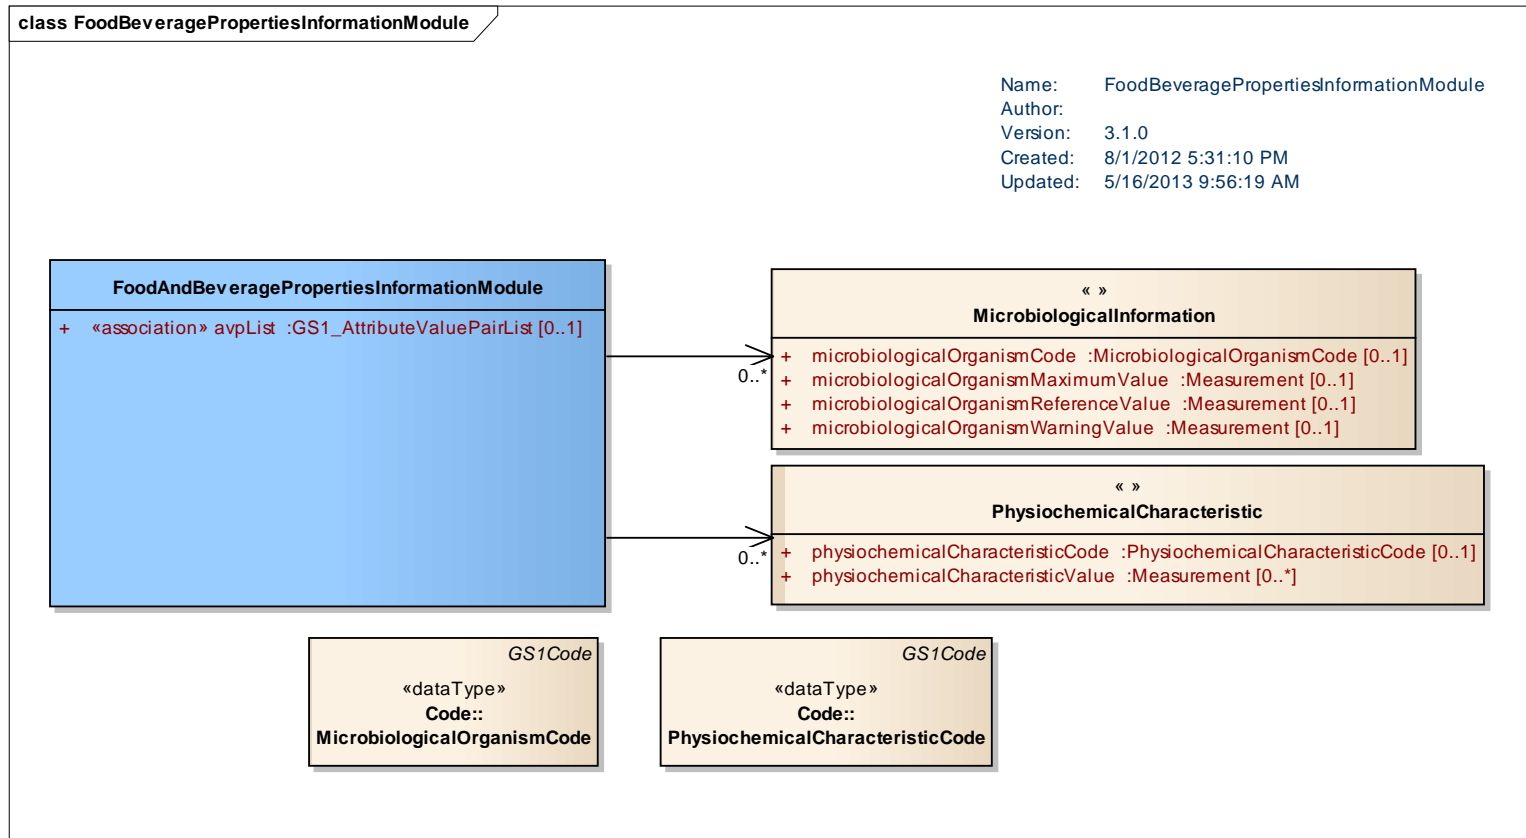 class FoodBeveragePropertiesInformationModule
Name: FoodBeveragePropertiesInformationModule
Author:
Version: 3.1.0
Created: 8/1/2012 5:31:10 PM
Updated: 5/16/2013 9:56:19 AM
FoodAndBeveragePropertiesInformationModule
+ «association» avpList :GS1_AttributeValuePairList [0..1]
0..*
« »
MicrobiologicalInformation
+ microbiologicalOrganismCode :MicrobiologicalOrganismCode [0..1]
+ microbiologicalOrganismMaximumValue :Measurement [0..1]
+ microbiologicalOrganismReferenceValue :Measurement [0..1]
+ microbiologicalOrganismWarningValue :Measurement [0..1]
0..*
« »
PhysiochemicalCharacteristic
+ physiochemicalCharacteristicCode :PhysiochemicalCharacteristicCode [0..1]
+ physiochemicalCharacteristicValue :Measurement [0..*]
GS1Code
«dataType»
Code::
MicrobiologicalOrganismCode
GS1Code
«dataType»
Code::
PhysiochemicalCharacteristicCode